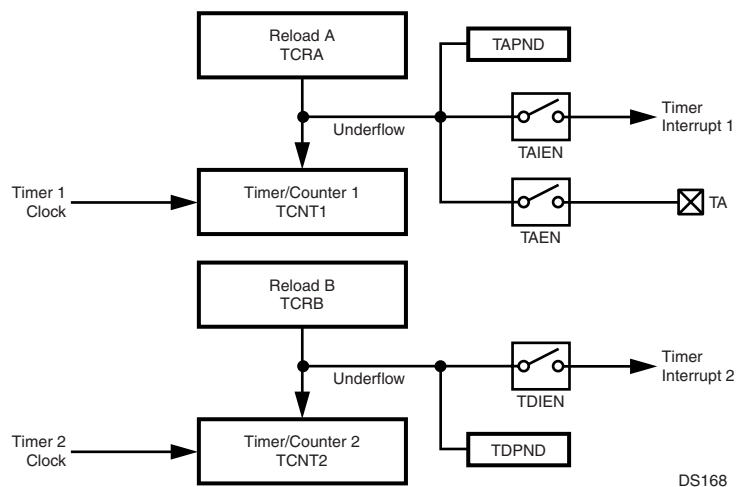 Reload A
TCRA
TAPND
Underflow
TAIEN
Timer
Interrupt 1
Timer 1
Clock
Timer/Counter 1
TCNT1
TAEN
TA
Reload B
TCRB
Underflow
TDIEN
Timer
Interrupt 2
Timer 2
Clock
Timer/Counter 2
TCNT2
TDPND
DS168